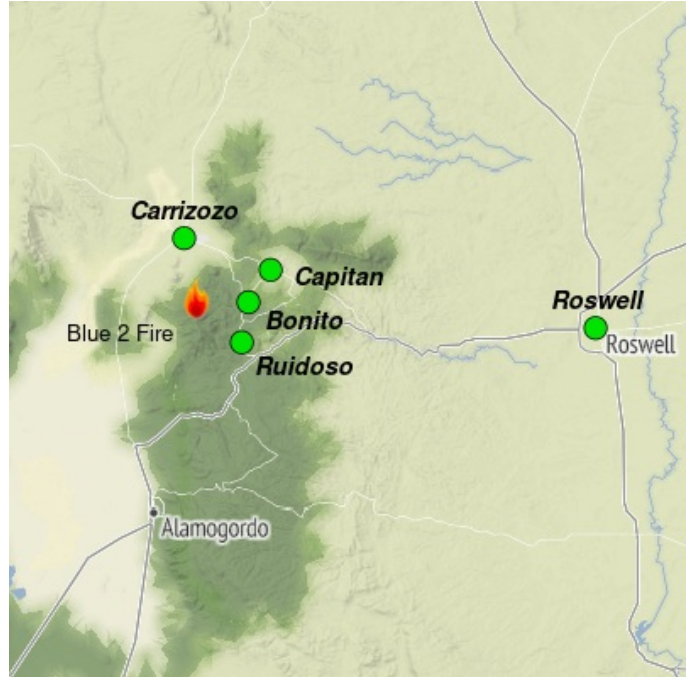 Carrizozo
Capitan
Roswell
Bonito
Blue 2 Fire
Roswell
Ruidoso
Alamogordo